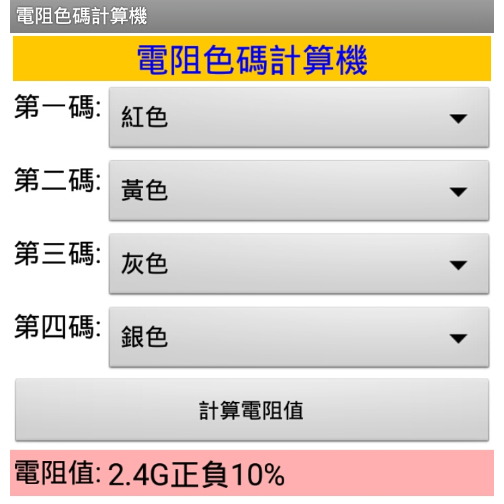 電阻色碼計算機
電阻色碼計算機
第一碼: 紅色
第二碼: 黃色
第三碼: 灰色
第四碼: 銀色
計算電阻值
電阻值: 2.4G正負10%